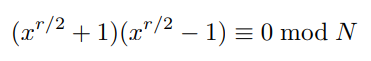 (x^{r/2} + 1)(x^{r/2} − 1) ≡ 0 mod N